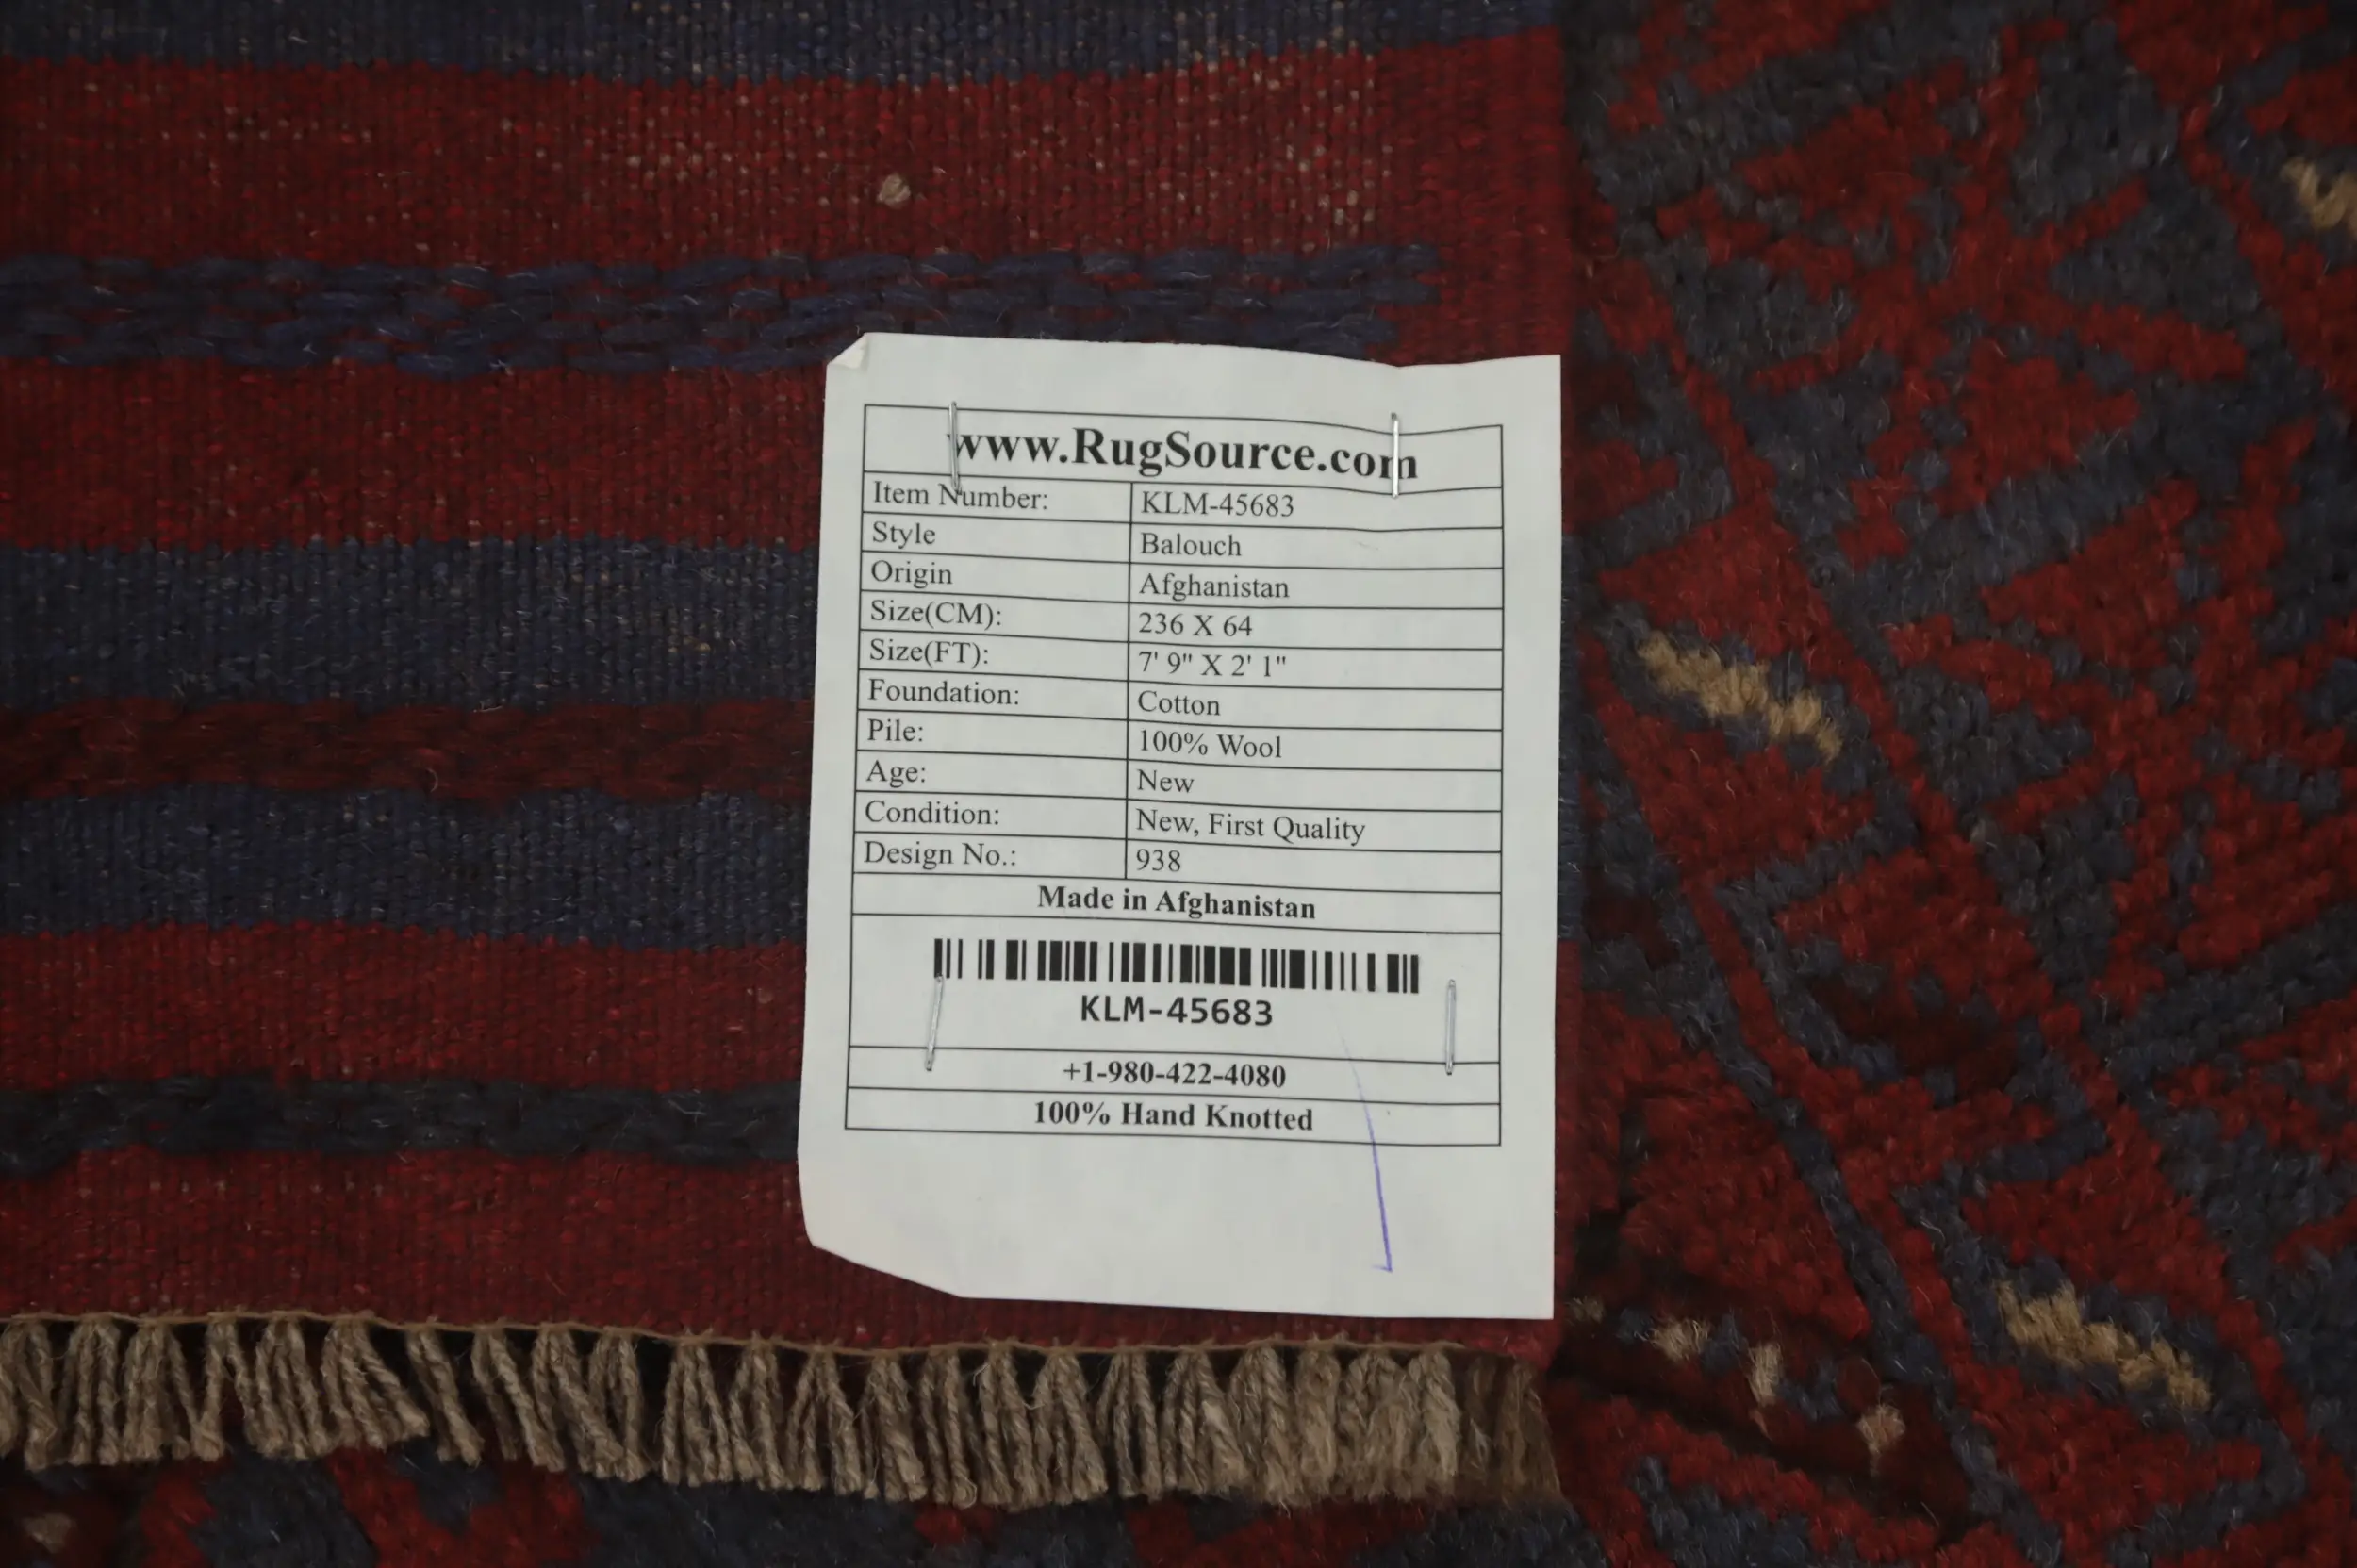 www.RugSource.com
Item Number: KLM-45683
Style Balouch
Origin Afghanistan
Size(CM): 236 X 64
Size(FT): 7' 9" X 2' 1"
Foundation: Cotton
Pile: 100% Wool
Age: New
Condition: New, First Quality
Design No.: 938
Made in Afghanistan
KLM-45683
+1-980-422-4080
100% Hand Knotted